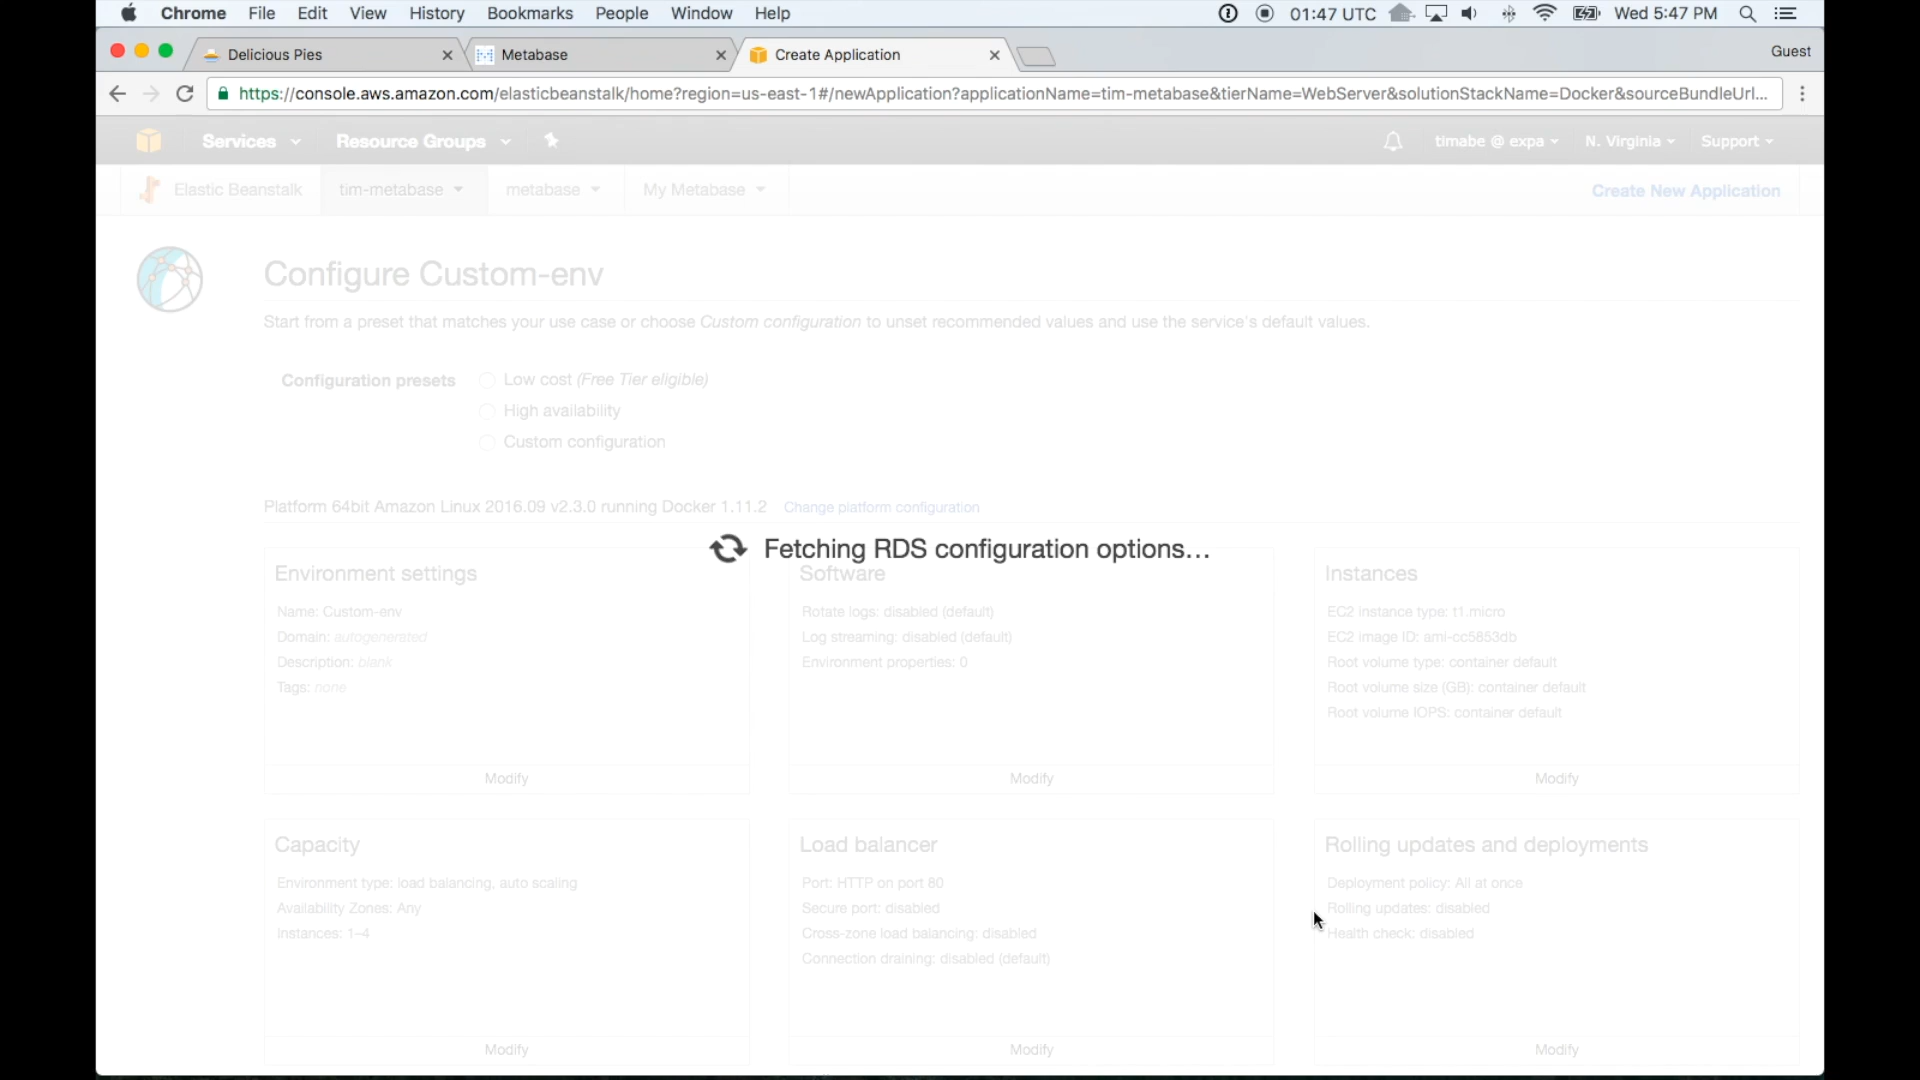 Chrome File Edit View History Bookmarks People Window Help 01:47 UTC Wed 5:47 PM
Delicious Pies Metabase Create Application Guest
https://console.aws.amazon.com/elasticbeanstalk/home?region=us-east-1#/newApplication?applicationName=tim-metabase&tierName=WebServer&solutionStackName=Docker&sourceBundleUrl...
Services Resource Groups timabe @ expa N. Virginia Support
Elastic Beanstalk tim-metabase metabase My Metabase Create New Application
Configure Custom-env
Start from a preset that matches your use case or choose Custom configuration to unset recommended values and use the service's default values.
Configuration presets Low cost (Free Tier eligible)
High availability
Custom configuration
Platform 64bit Amazon Linux 2016.09 v2.3.0 running Docker 1.11.2 Change platform configuration
Fetching RDS configuration options...
Environment settings
Name: Custom-env
Domain: autogenerated
Description: blank
Tags: none
Modify
Software
Rotate logs: disabled (default)
Log streaming: disabled (default)
Environment properties: 0
Modify
Instances
EC2 instance type: t1.micro
EC2 image ID: ami-cc5853db
Root volume type: container default
Root volume size (GB): container default
Root volume IOPS: container default
Modify
Capacity
Environment type: load balancing, auto scaling
Availability Zones: Any
Instances: 1–4
Modify
Load balancer
Port: HTTP on port 80
Secure port: disabled
Cross-zone load balancing: disabled
Connection draining: disabled (default)
Modify
Rolling updates and deployments
Deployment policy: All at once
Rolling updates: disabled
Health check: disabled
Modify